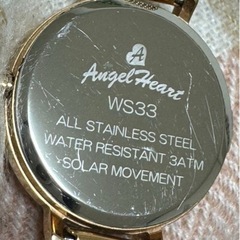 A
Angel Heart
WS33
ALL STAINLESS STEEL
WATER RESISTANT 3ATM
SOLAR MOVEMENT